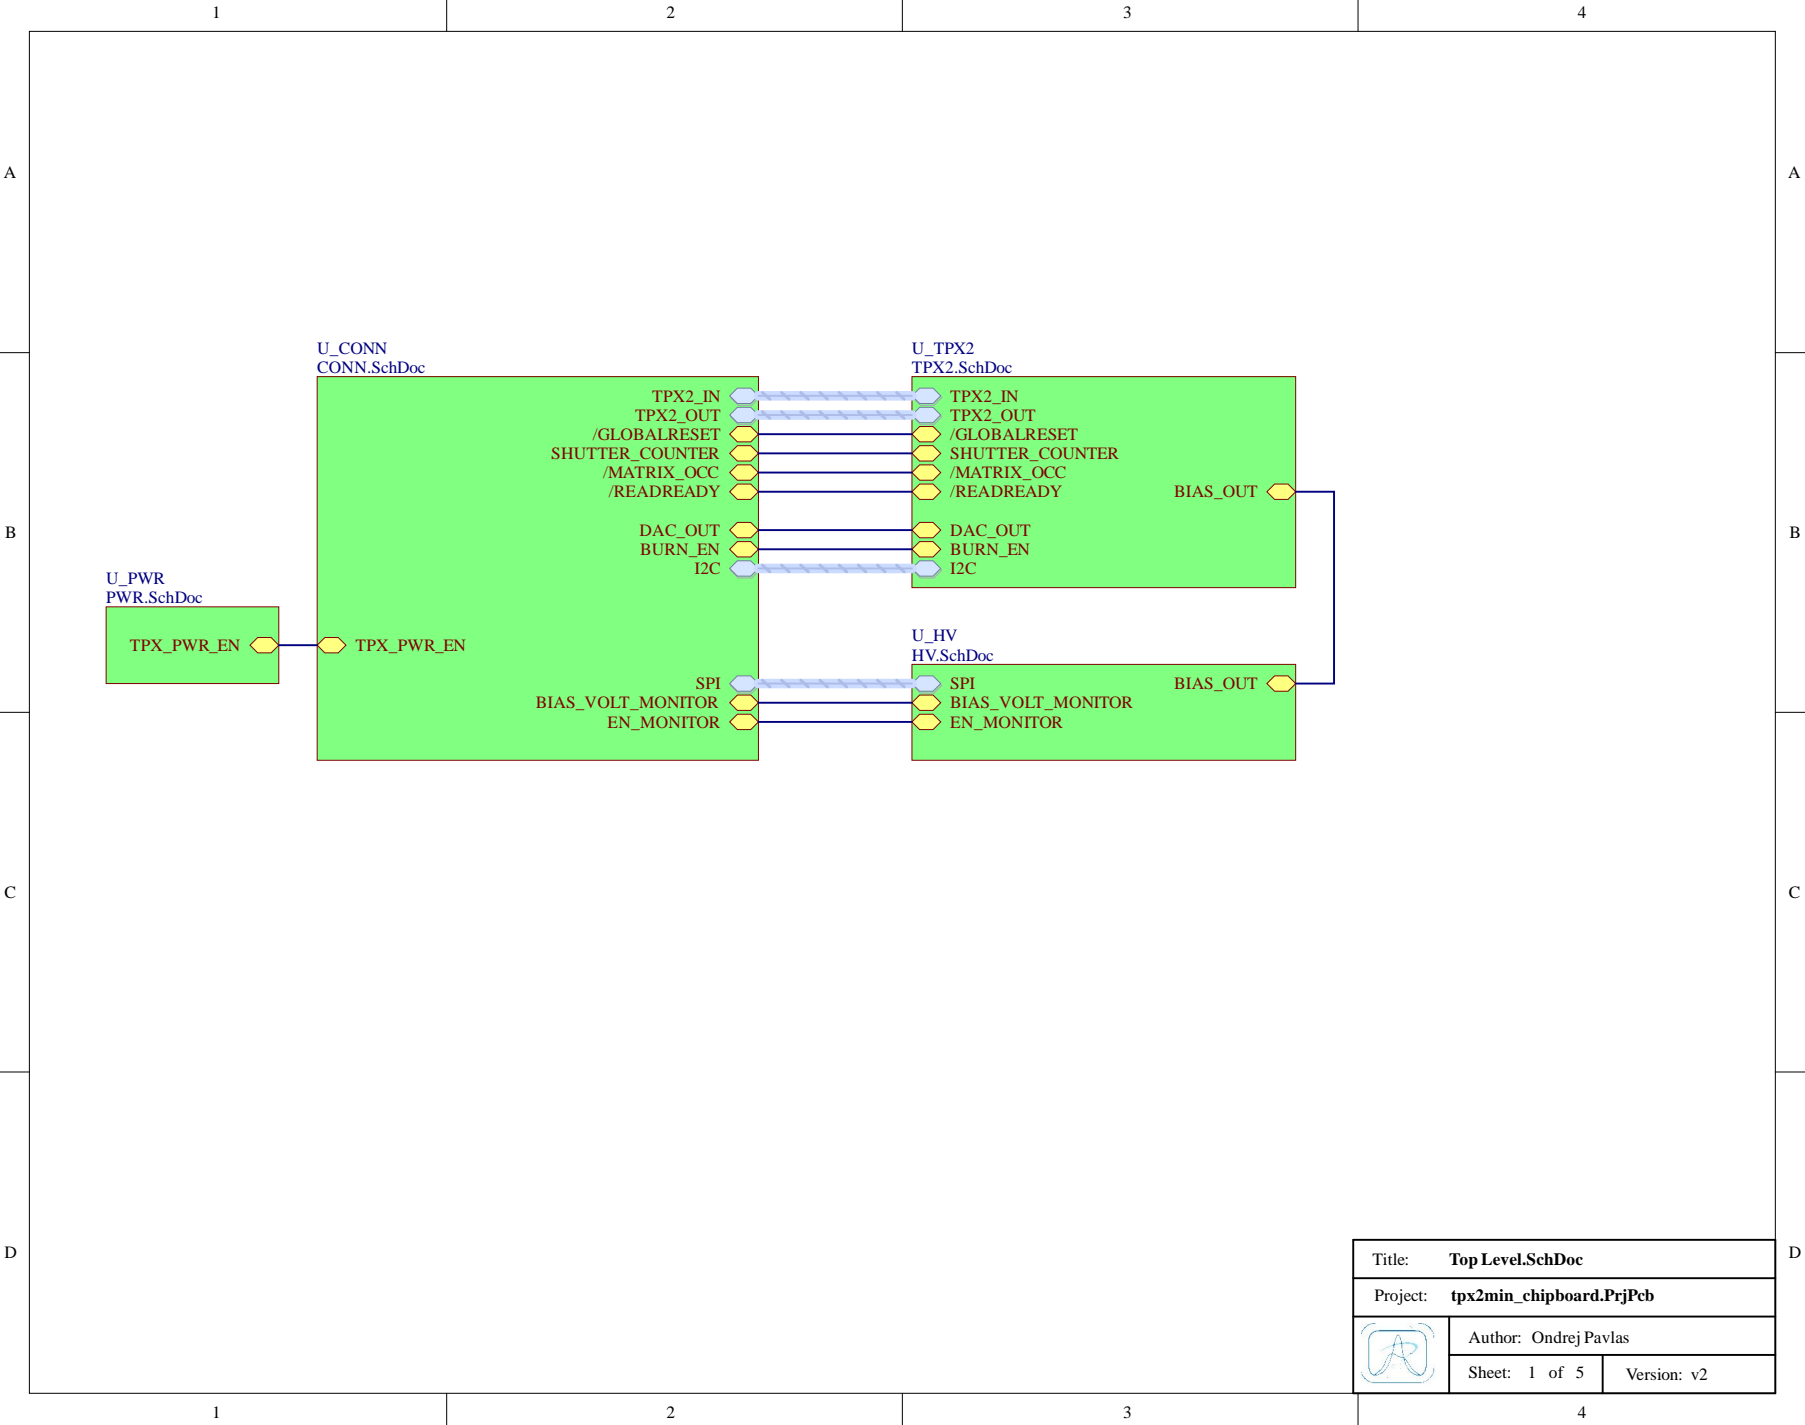 1 2 3 4
A A
U_CONN
CONN.SchDoc
U_TPX2
TPX2.SchDoc
TPX2_IN TPX2_IN
TPX2_OUT TPX2_OUT
/GLOBALRESET /GLOBALRESET
SHUTTER_COUNTER SHUTTER_COUNTER
/MATRIX_OCC /MATRIX_OCC
/READREADY /READREADY BIAS_OUT
DAC_OUT DAC_OUT
B B
BURN_EN BURN_EN
I2C I2C
U_PWR
PWR.SchDoc
TPX_PWR_EN TPX_PWR_EN
U_HV
HV.SchDoc
SPI SPI BIAS_OUT
BIAS_VOLT_MONITOR BIAS_VOLT_MONITOR
EN_MONITOR EN_MONITOR
C C
D D
Title: Top Level.SchDoc
Project: tpx2min_chipboard.PrjPcb
Author: Ondrej Pavlas
Sheet: 1 of 5 Version: v2
1 2 3 4